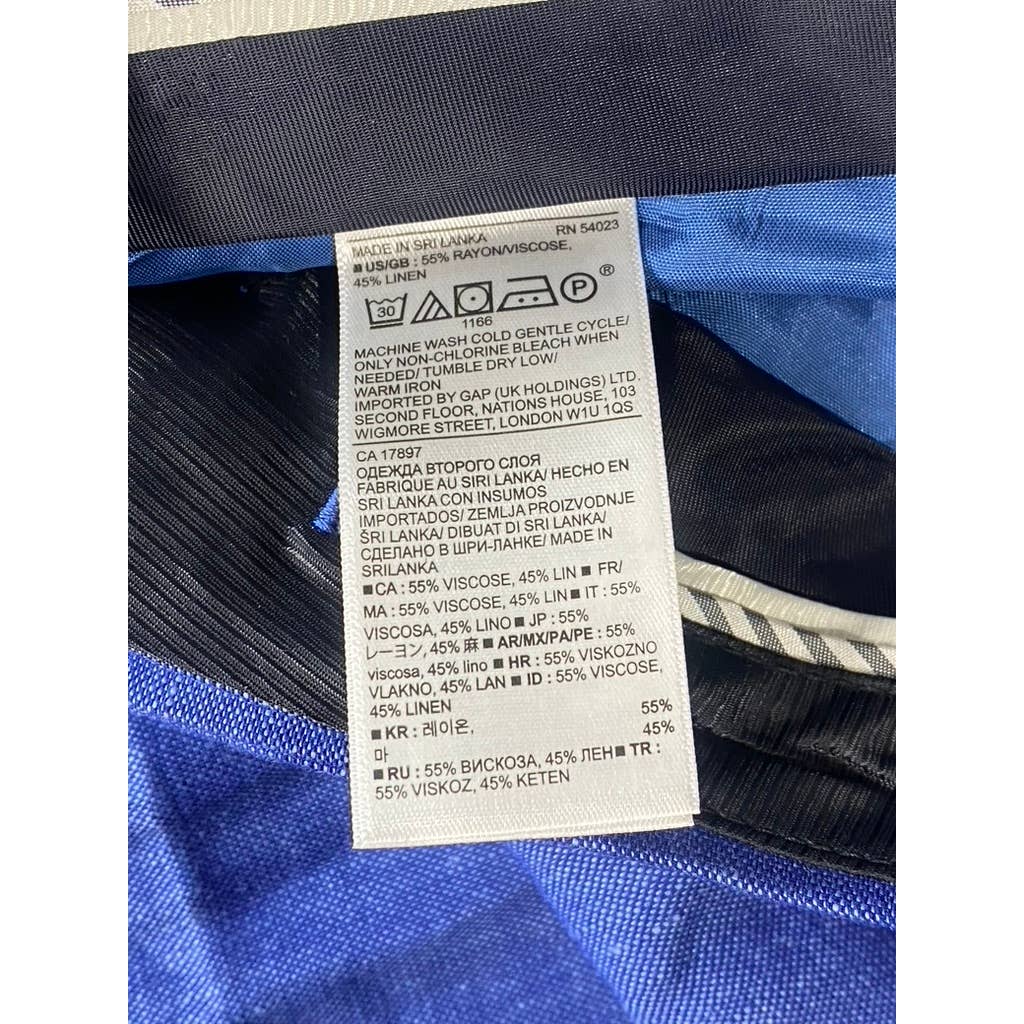 MADE IN SRI LANKA RN 54023
■ US/GB : 55% RAYON/VISCOSE,
45% LINEN
30 P ®
1166
MACHINE WASH COLD GENTLE CYCLE/
ONLY NON-CHLORINE BLEACH WHEN
NEEDED/ TUMBLE DRY LOW/
WARM IRON
IMPORTED BY GAP (UK HOLDINGS) LTD.
SECOND FLOOR, NATIONS HOUSE, 103
WIGMORE STREET, LONDON W1U 1QS
CA 17897
ОДЕЖДА ВТОРОГО СЛОЯ
FABRIQUE AU SIRI LANKA/ HECHO EN
SRI LANKA CON INSUMOS
IMPORTADOS/ ZEMLJA PROIZVODNJE
ŠRI LANKA/ DIBUAT DI SRI LANKA/
СДЕЛАНО В ШРИ-ЛАНКЕ/ MADE IN
SRILANKA
■ CA : 55% VISCOSE, 45% LIN ■ FR/
MA : 55% VISCOSE, 45% LIN ■ IT : 55%
VISCOSA, 45% LINO ■ JP : 55%
レーヨン, 45% 麻 ■ AR/MX/PA/PE : 55%
viscosa, 45% lino ■ HR : 55% VISKOZNO
VLAKNO, 45% LAN ■ ID : 55% VISCOSE,
45% LINEN 55%
■ KR : 레이온, 45%
마
■ RU : 55% ВИСКОЗА, 45% ЛЕН ■ TR :
55% VISKOZ, 45% KETEN